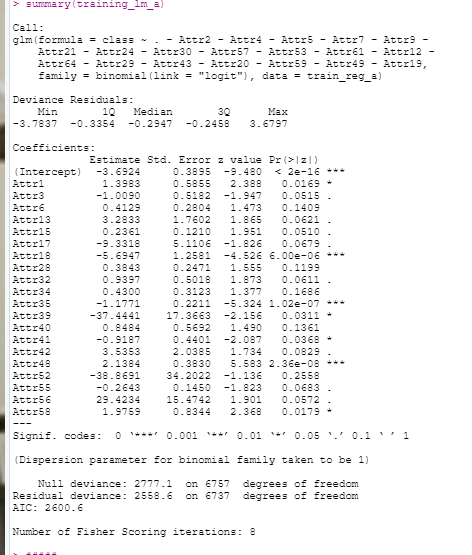 > summary(training_lm_a)
Call:
glm(formula = class ~ . - Attr2 - Attr4 - Attr5 - Attr7 - Attr9 -
    Attr21 - Attr24 - Attr30 - Attr57 - Attr53 - Attr61 - Attr12 -
    Attr64 - Attr29 - Attr43 - Attr20 - Attr59 - Attr49 - Attr19,
    family = binomial(link = "logit"), data = train_reg_a)
Deviance Residuals:
    Min      1Q  Median      3Q     Max
-3.7837 -0.3354 -0.2947 -0.2458  3.6797
Coefficients:
            Estimate Std. Error z value Pr(>|z|)
(Intercept)  -3.6924     0.3895  -9.480  < 2e-16 ***
Attr1         1.3983     0.5855   2.388   0.0169 *
Attr3        -1.0090     0.5182  -1.947   0.0515 .
Attr6         0.4129     0.2804   1.473   0.1409
Attr13        3.2833     1.7602   1.865   0.0621 .
Attr15        0.2361     0.1210   1.951   0.0510 .
Attr17       -9.3318     5.1106  -1.826   0.0679 .
Attr18       -5.6947     1.2581  -4.526 6.00e-06 ***
Attr28        0.3843     0.2471   1.555   0.1199
Attr32        0.9397     0.5018   1.873   0.0611 .
Attr34        0.4300     0.3123   1.377   0.1686
Attr35       -1.1771     0.2211  -5.324 1.02e-07 ***
Attr39      -37.4441    17.3663  -2.156   0.0311 *
Attr40        0.8484     0.5692   1.490   0.1361
Attr41       -0.9187     0.4401  -2.087   0.0368 *
Attr42        3.5353     2.0385   1.734   0.0829 .
Attr48        2.1384     0.3830   5.583 2.36e-08 ***
Attr52      -38.8691    34.2022  -1.136   0.2558
Attr55       -0.2643     0.1450  -1.823   0.0683 .
Attr56       29.4234    15.4742   1.901   0.0572 .
Attr58        1.9759     0.8344   2.368   0.0179 *
---
Signif. codes:  0 ‘***’ 0.001 ‘**’ 0.01 ‘*’ 0.05 ‘.’ 0.1 ‘ ’ 1
(Dispersion parameter for binomial family taken to be 1)
    Null deviance: 2777.1  on 6757  degrees of freedom
Residual deviance: 2558.6  on 6737  degrees of freedom
AIC: 2600.6
Number of Fisher Scoring iterations: 8
> #####